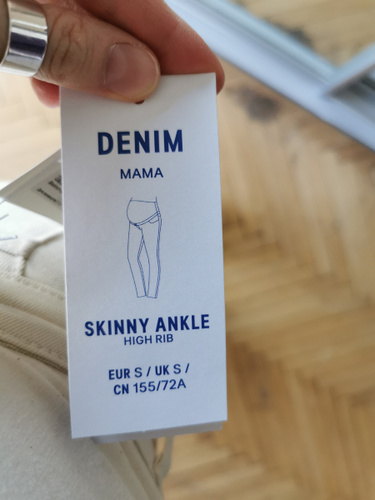 DENIM
MAMA
SKINNY ANKLE
HIGH RIB
EUR S / UK S /
CN 155/72A